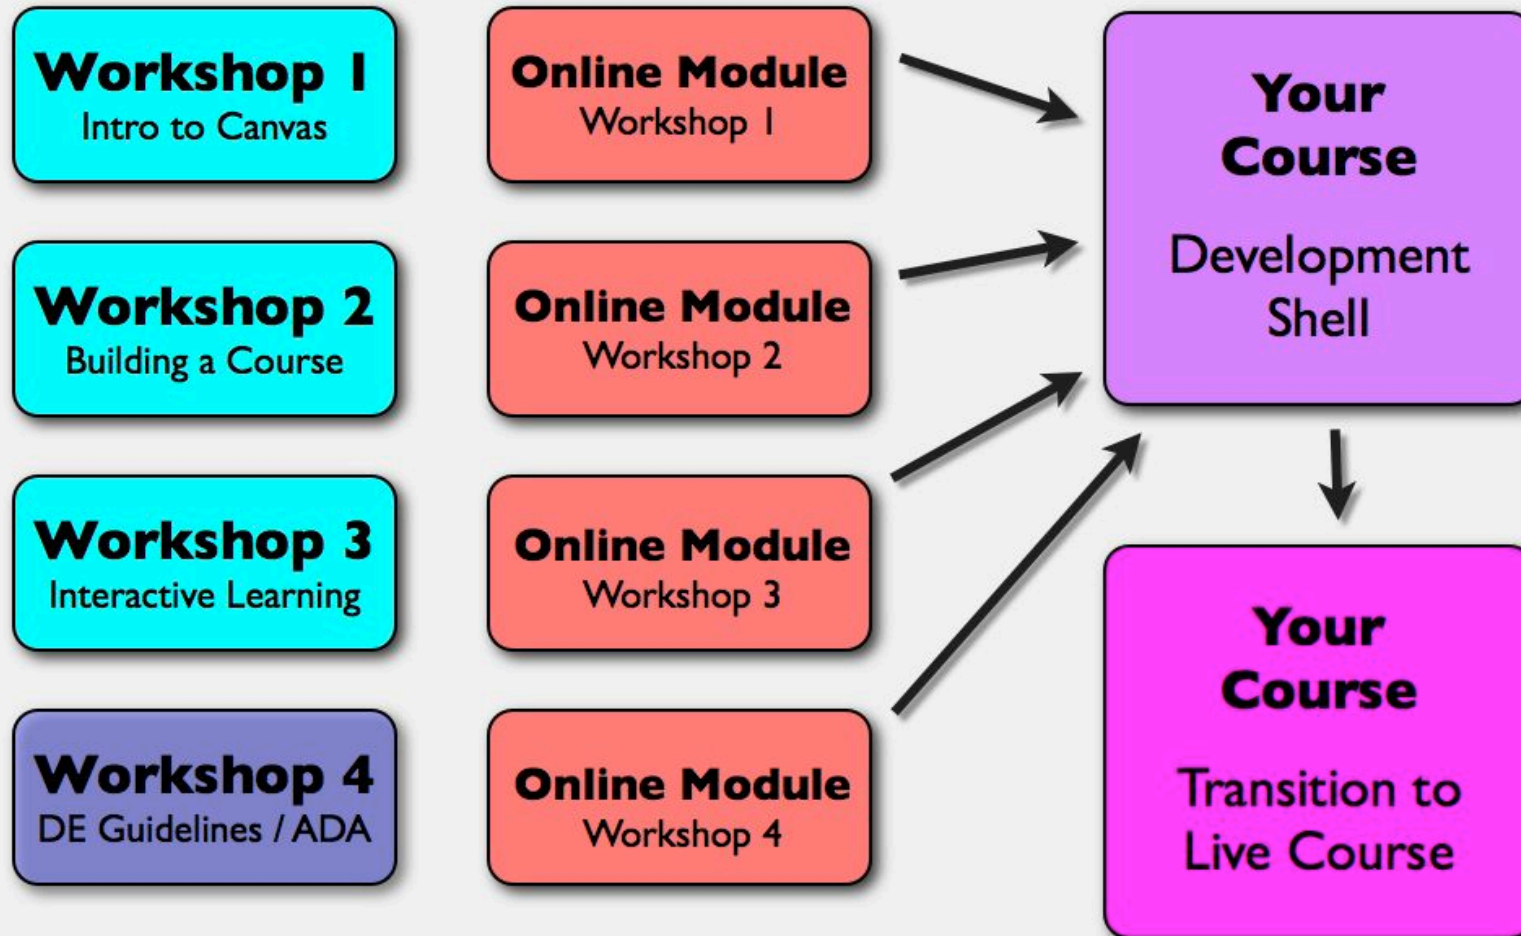 Workshop 1
Intro to Canvas
Online Module
Workshop 1
Your
Course
Development
Shell
Workshop 2
Building a Course
Online Module
Workshop 2
Workshop 3
Interactive Learning
Online Module
Workshop 3
Your
Course
Transition to
Live Course
Workshop 4
DE Guidelines / ADA
Online Module
Workshop 4